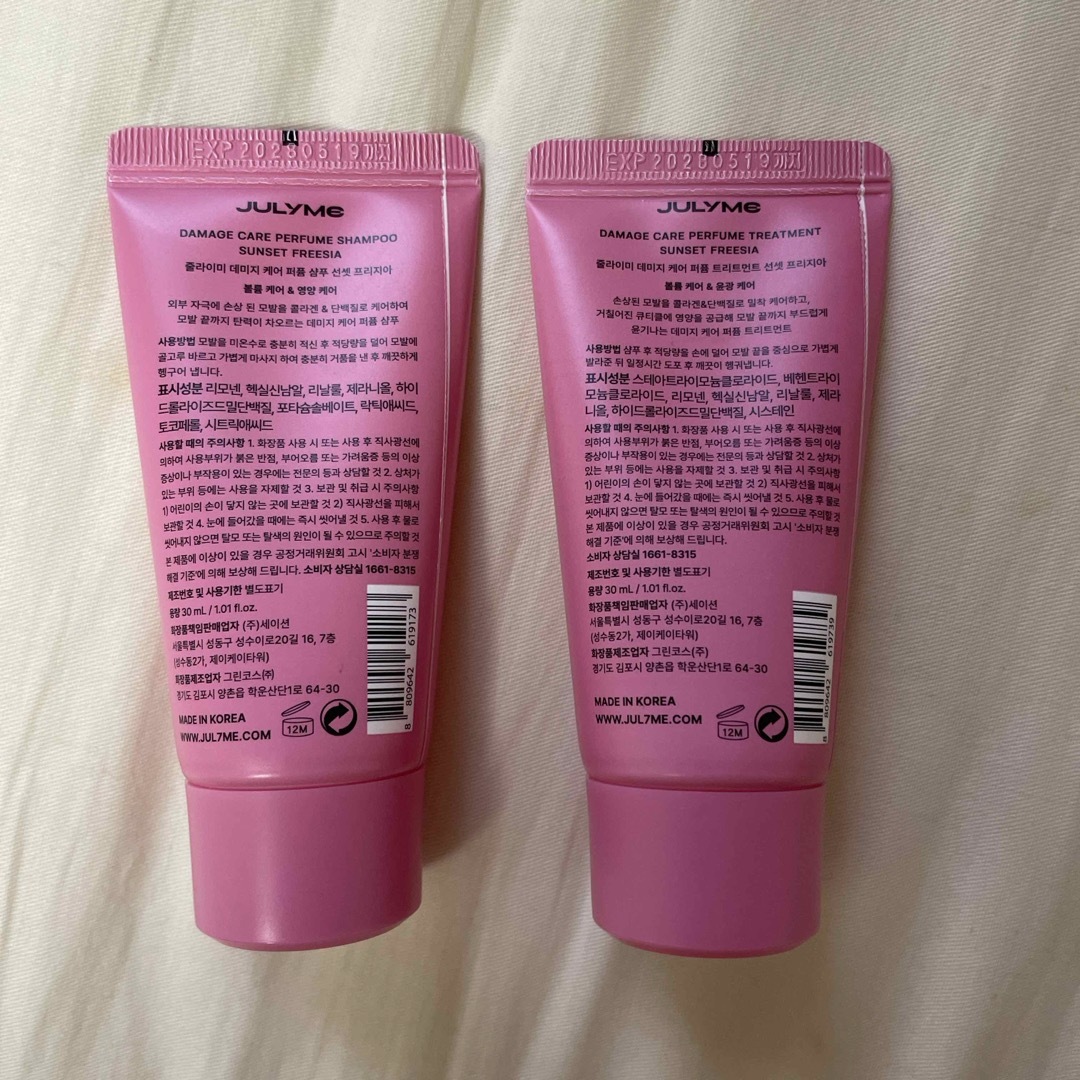 EXP 20280519까지
JULYME
DAMAGE CARE PERFUME SHAMPOO
SUNSET FREESIA
줄라이미 데미지 케어 퍼퓸 샴푸 선셋 프리지아
볼륨 케어 & 영양 케어
외부 자극에 손상 된 모발을 콜라겐 & 단백질로 케어하여
모발 끝까지 탄력이 차오르는 데미지 케어 퍼퓸 샴푸
사용방법 모발을 미온수로 충분히 적신 후 적당량을 덜어 모발에
골고루 바르고 가볍게 마사지 하여 충분히 거품을 낸 후 깨끗하게
헹구어 냅니다.
표시성분 리모넨, 헥실신남알, 리날룰, 제라니올, 하이
드롤라이즈드밀단백질, 포타슘솔베이트, 락틱애씨드,
토코페롤, 시트릭애씨드
사용할 때의 주의사항 1. 화장품 사용 시 또는 사용 후 직사광선에
의하여 사용부위가 붉은 반점, 부어오름 또는 가려움증 등의 이상
증상이나 부작용이 있는 경우에는 전문의 등과 상담할 것 2. 상처가
있는 부위 등에는 사용을 자제할 것 3. 보관 및 취급 시 주의사항
1) 어린이의 손이 닿지 않는 곳에 보관할 것 2) 직사광선을 피해서
보관할 것 4. 눈에 들어갔을 때에는 즉시 씻어낼 것 5. 사용 후 물로
씻어내지 않으면 탈모 또는 탈색의 원인이 될 수 있으므로 주의할 것
본 제품에 이상이 있을 경우 공정거래위원회 고시 '소비자 분쟁
해결 기준'에 의해 보상해 드립니다. 소비자 상담실 1661-8315
제조번호 및 사용기한 별도표기
용량 30 mL / 1.01 fl.oz.
화장품책임판매업자 (주)세이션
서울특별시 성동구 성수이로20길 16, 7층
(성수동2가, 제이케이타워)
화장품제조업자 그린코스(주)
경기도 김포시 양촌읍 학운산단1로 64-30
MADE IN KOREA
WWW.JUL7ME.COM
12M
8 809642 619173
EXP 20280519까지
JULYME
DAMAGE CARE PERFUME TREATMENT
SUNSET FREESIA
줄라이미 데미지 케어 퍼퓸 트리트먼트 선셋 프리지아
볼륨 케어 & 윤광 케어
손상된 모발을 콜라겐&단백질로 밀착 케어하고,
거칠어진 큐티클에 영양을 공급해 모발 끝까지 부드럽게
윤기나는 데미지 케어 퍼퓸 트리트먼트
사용방법 샴푸 후 적당량을 손에 덜어 모발 끝을 중심으로 가볍게
발라준 뒤 일정시간 도포 후 깨끗이 헹궈냅니다.
표시성분 스테아트라이모늄클로라이드, 베헨트라이
모늄클로라이드, 리모넨, 헥실신남알, 리날룰, 제라
니올, 하이드롤라이즈드밀단백질, 시스테인
사용할 때의 주의사항 1. 화장품 사용 시 또는 사용 후 직사광선에
의하여 사용부위가 붉은 반점, 부어오름 또는 가려움증 등의 이상
증상이나 부작용이 있는 경우에는 전문의 등과 상담할 것 2. 상처가
있는 부위 등에는 사용을 자제할 것 3. 보관 및 취급 시 주의사항
1) 어린이의 손이 닿지 않는 곳에 보관할 것 2) 직사광선을 피해서
보관할 것 4. 눈에 들어갔을 때에는 즉시 씻어낼 것 5. 사용 후 물로
씻어내지 않으면 탈모 또는 탈색의 원인이 될 수 있으므로 주의할 것
본 제품에 이상이 있을 경우 공정거래위원회 고시 '소비자 분쟁
해결 기준'에 의해 보상해 드립니다. 소비자 상담실 1661-8315
제조번호 및 사용기한 별도표기
용량 30 mL / 1.01 fl.oz.
화장품책임판매업자 (주)세이션
서울특별시 성동구 성수이로20길 16, 7층
(성수동2가, 제이케이타워)
화장품제조업자 그린코스(주)
경기도 김포시 양촌읍 학운산단1로 64-30
MADE IN KOREA
WWW.JUL7ME.COM
12M
8 809642 619739